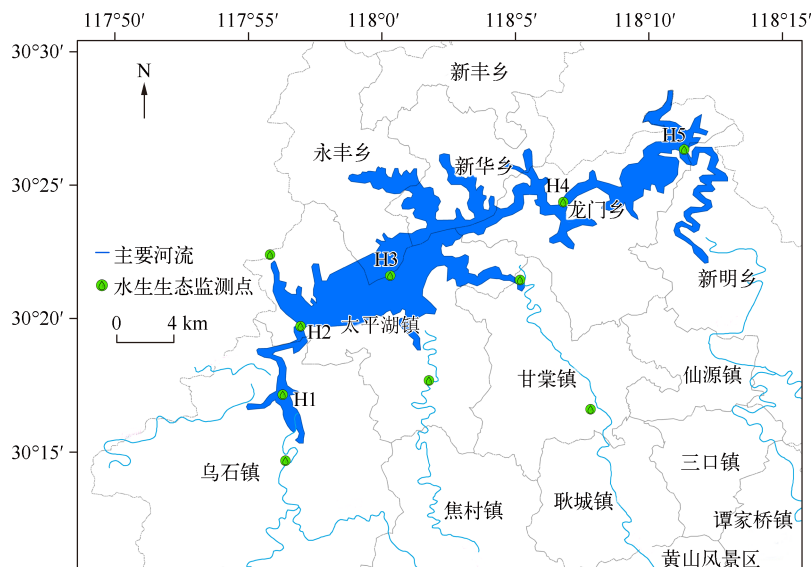 117°50′ 117°55′ 118°0′ 118°5′ 118°10′ 118°15′
30°30′
N
新丰乡
H5
永丰乡
新华乡
30°25′
H4
龙门乡
主要河流
H3
水生生态监测点
新明乡
0 4 km
30°20′
H2
太平湖镇
甘棠镇
仙源镇
H1
30°15′
乌石镇
三口镇
焦村镇
耿城镇
谭家桥镇
黄山风景区